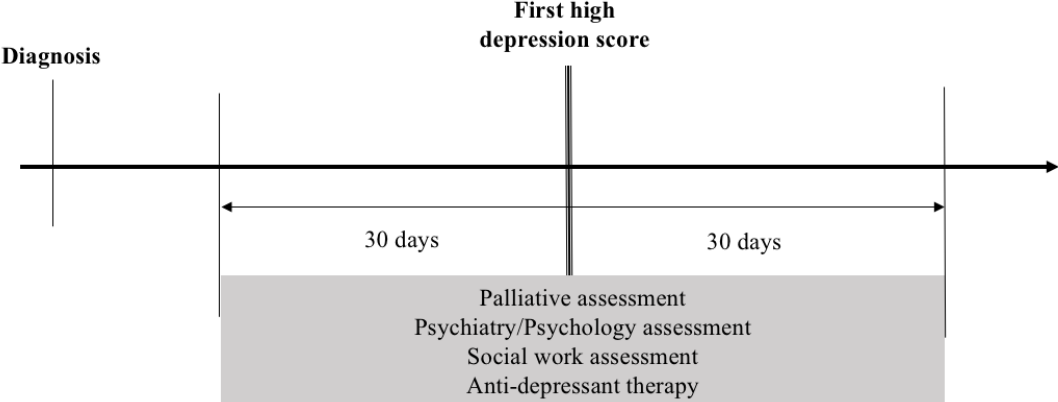 First high
depression score
Diagnosis
30 days
30 days
Palliative assessment
Psychiatry/Psychology assessment
Social work assessment
Anti-depressant therapy